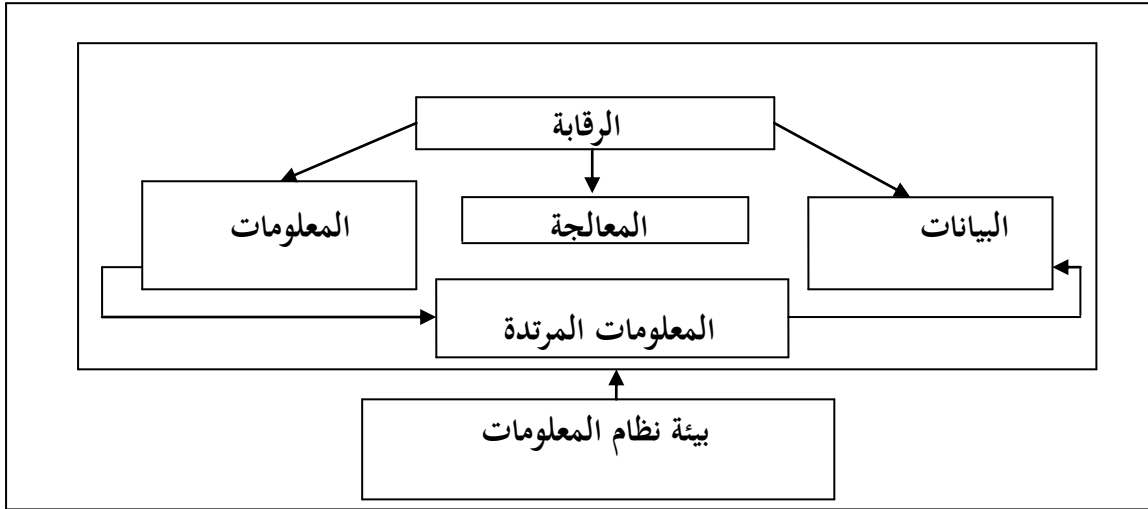 الرقابة
البيانات
المعالجة
المعلومات
المعلومات المرتدة
بيئة نظام المعلومات